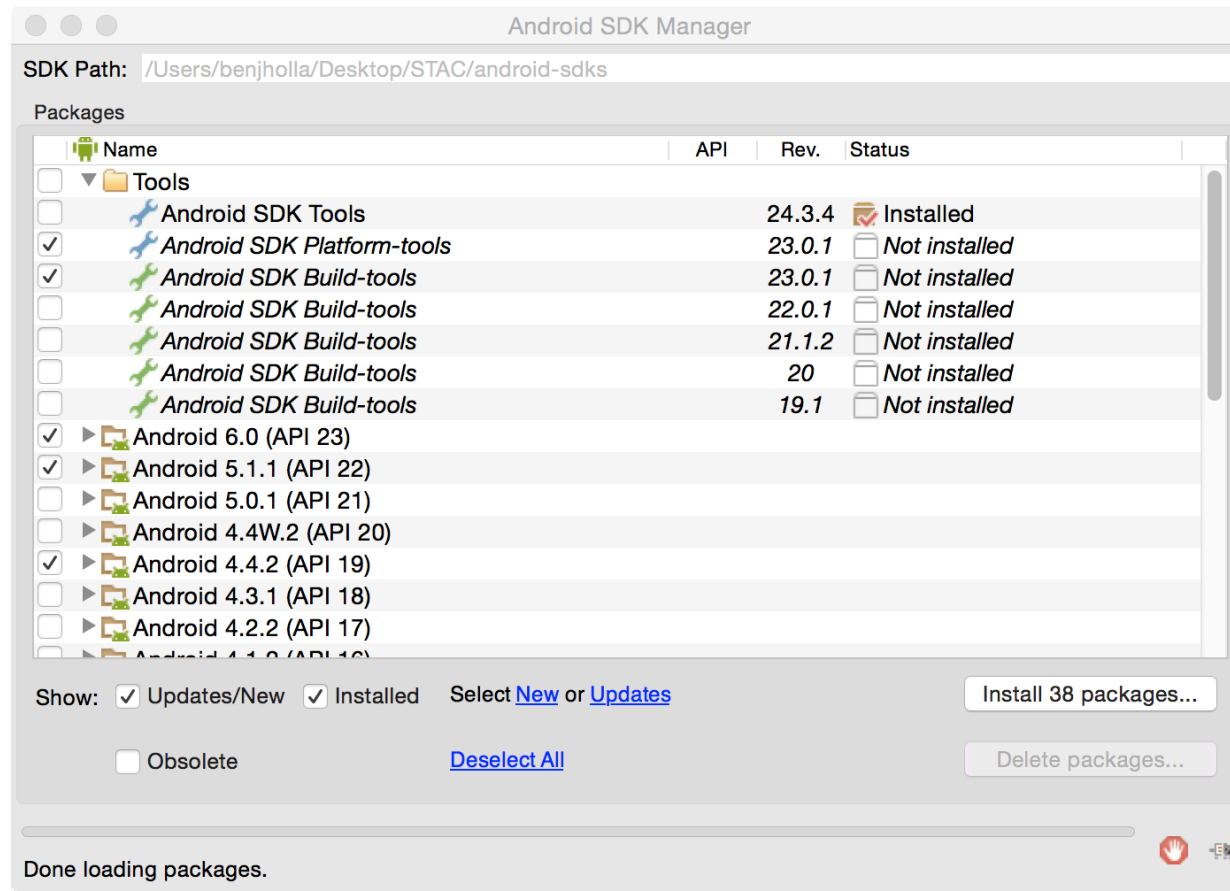 Android SDK Manager
SDK Path: /Users/benjholla/Desktop/STAC/android-sdks
Packages
Name API Rev. Status
Tools
Android SDK Tools 24.3.4 Installed
Android SDK Platform-tools 23.0.1 Not installed
Android SDK Build-tools 23.0.1 Not installed
Android SDK Build-tools 22.0.1 Not installed
Android SDK Build-tools 21.1.2 Not installed
Android SDK Build-tools 20 Not installed
Android SDK Build-tools 19.1 Not installed
Android 6.0 (API 23)
Android 5.1.1 (API 22)
Android 5.0.1 (API 21)
Android 4.4W.2 (API 20)
Android 4.4.2 (API 19)
Android 4.3.1 (API 18)
Android 4.2.2 (API 17)
Android 4.1.2 (API 16)
Show: Updates/New Installed Select New or Updates Install 38 packages...
Obsolete Deselect All Delete packages...
Done loading packages.